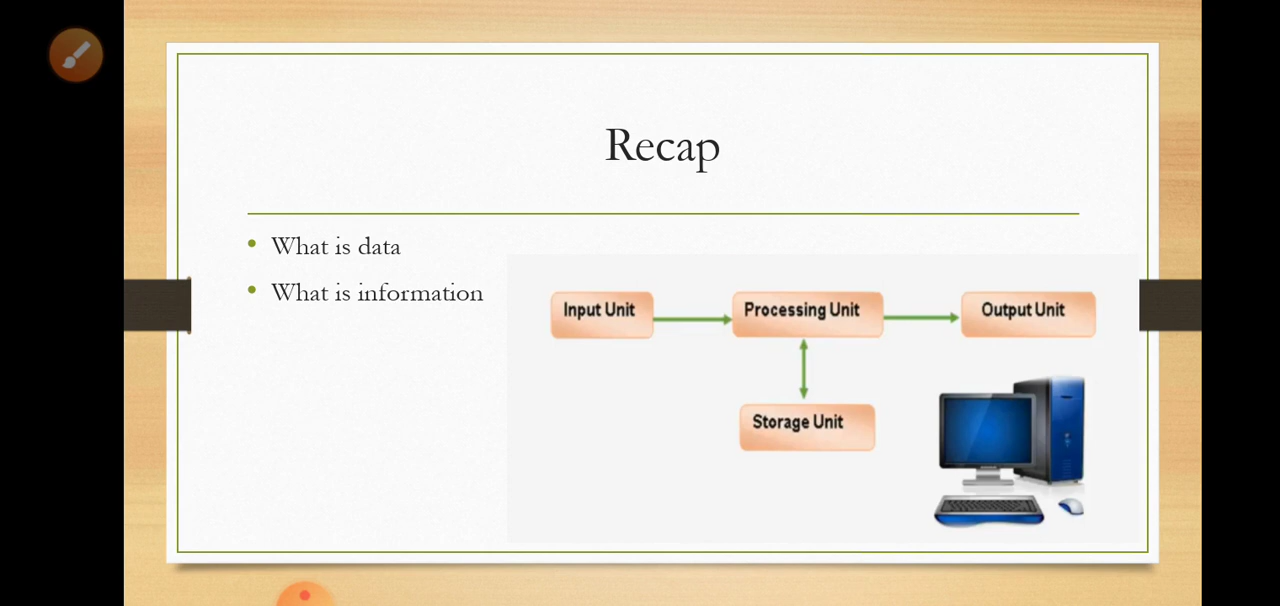 Recap
What is data
What is information
Input Unit
Processing Unit
Output Unit
Storage Unit